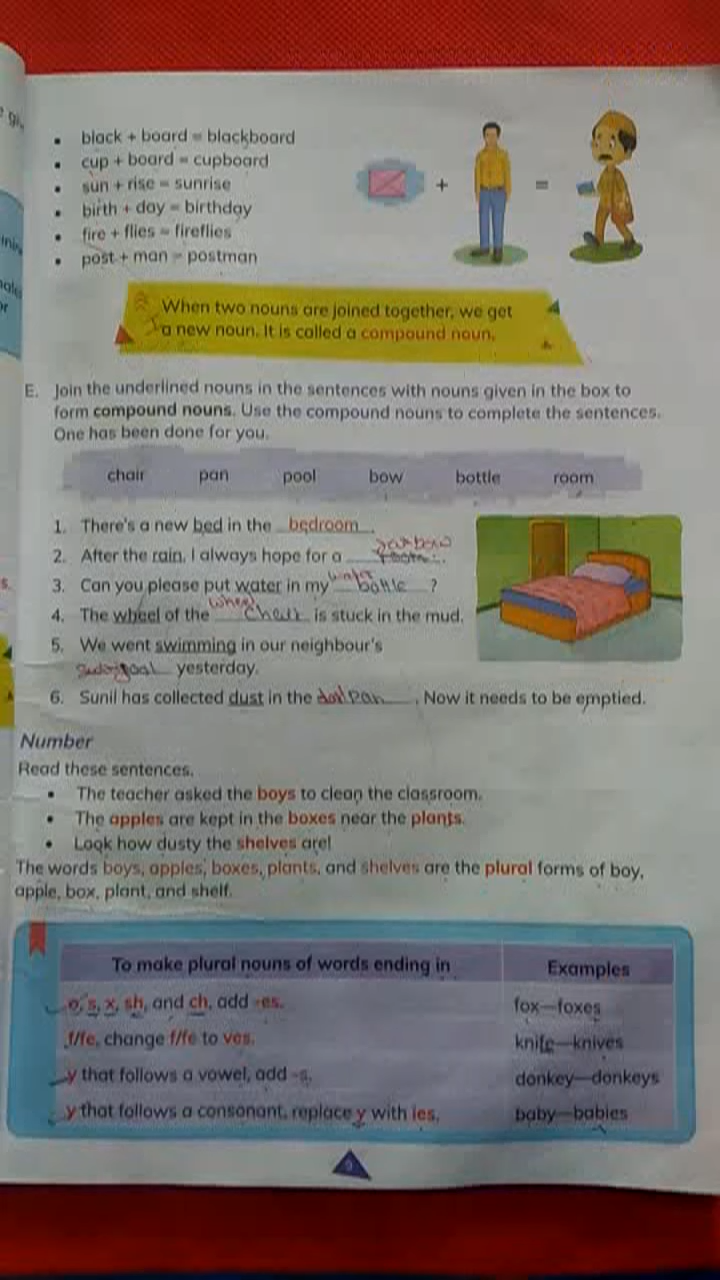 black + board = blackboard
cup + board = cupboard
sun + rise = sunrise
birth + day = birthday
fire + flies = fireflies
post + man = postman
+ =
When two nouns are joined together, we get
a new noun. It is called a compound noun.
E. Join the underlined nouns in the sentences with nouns given in the box to
form compound nouns. Use the compound nouns to complete the sentences.
One has been done for you.
chair pan pool bow bottle room
1. There's a new bed in the bedroom.
2. After the rain, I always hope for a
3. Can you please put water in my water bottle ?
4. The wheel of the wheel chair is stuck in the mud.
5. We went swimming in our neighbour's
yesterday.
6. Sunil has collected dust in the pan. Now it needs to be emptied.
Number
Read these sentences.
• The teacher asked the boys to clean the classroom.
• The apples are kept in the boxes near the plants.
• Look how dusty the shelves are!
The words boys, apples, boxes, plants, and shelves are the plural forms of boy,
apple, box, plant, and shelf.
To make plural nouns of words ending in Examples
o, s, x, sh, and ch, add -es. fox—foxes
f/fe, change f/fe to ves. knife—knives
y that follows a vowel, add -s. donkey—donkeys
y that follows a consonant, replace y with ies. baby—babies
9